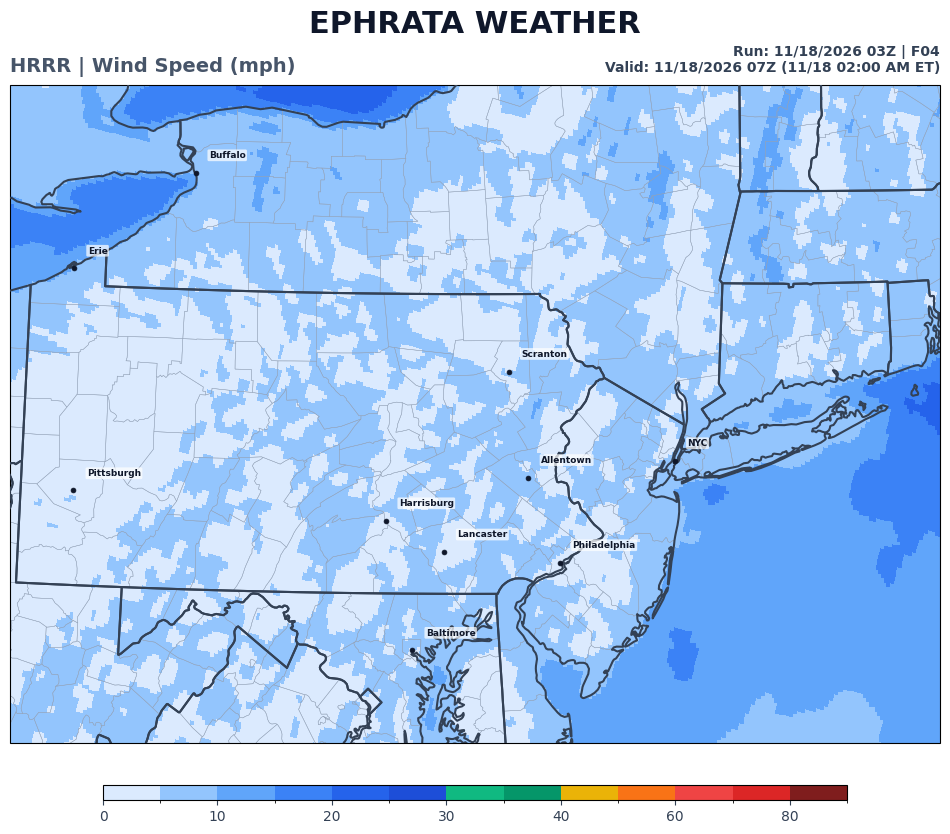 EPHRATA WEATHER
HRRR | Wind Speed (mph)
Run: 11/18/2026 03Z | F04
Valid: 11/18/2026 07Z (11/18 02:00 AM ET)
Buffalo
Erie
Scranton
NYC
Allentown
Pittsburgh
Harrisburg
Lancaster
Philadelphia
Baltimore
0 10 20 30 40 50 60 70 80